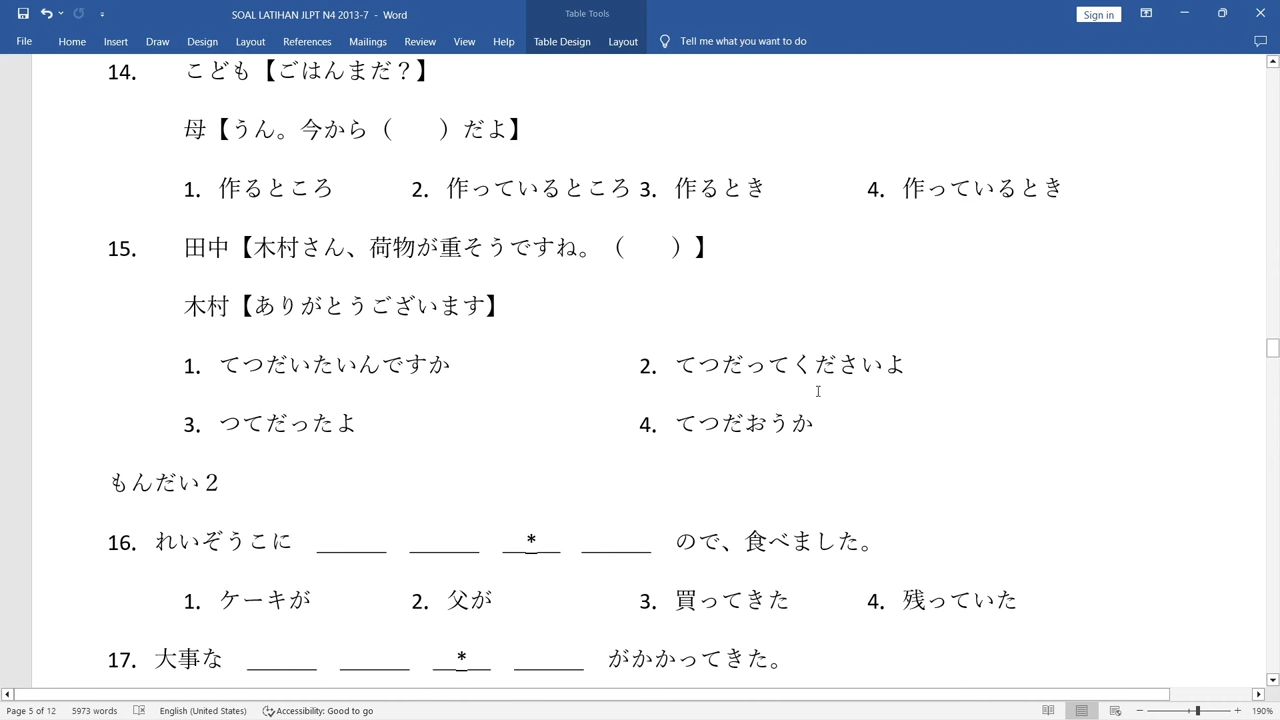 SOAL LATIHAN JLPT N4 2013-7 - Word
Table Tools
Sign in
File Home Insert Draw Design Layout References Mailings Review View Help Table Design Layout Tell me what you want to do
14. こども【ごはんまだ？】
母【うん。今から（　　）だよ】
1. 作るところ 2. 作っているところ 3. 作るとき 4. 作っているとき
15. 田中【木村さん、荷物が重そうですね。（　　）】
木村【ありがとうございます】
1. てつだいたいんですか 2. てつだってくださいよ
3. つてだったよ 4. てつだおうか
もんだい２
16. れいぞうこに ______ ______ __*__ ______ ので、食べました。
1. ケーキが 2. 父が 3. 買ってきた 4. 残っていた
17. 大事な ______ ______ __*__ ______ がかかってきた。
Page 5 of 12 5973 words English (United States) Accessibility: Good to go 190%